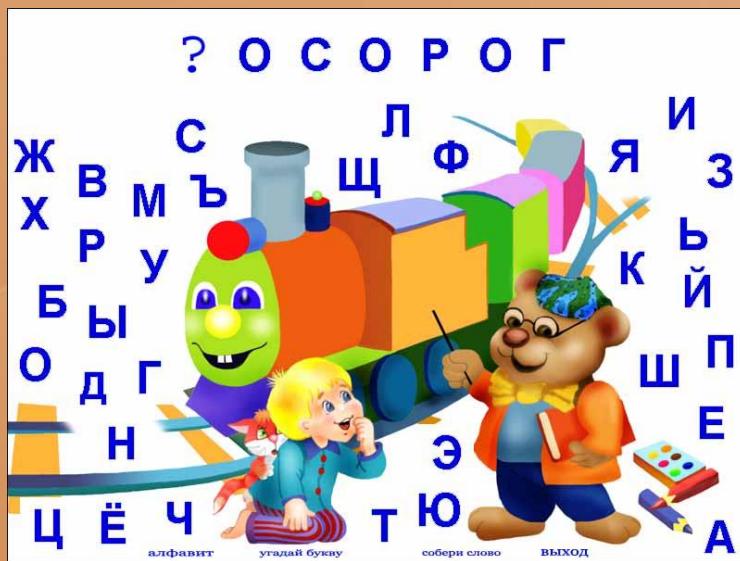 ? О С О Р О Г
И
Л
С
Ж
Ф
Я
З
В
Щ
М
Ъ
Х
Р
Ь
У
К
Й
Б
Ы
П
О
Д
Г
Ш
Е
Н
Э
Ю
Ч
Ц
Ё
Т
А
алфавит угадай букву собери слово выход